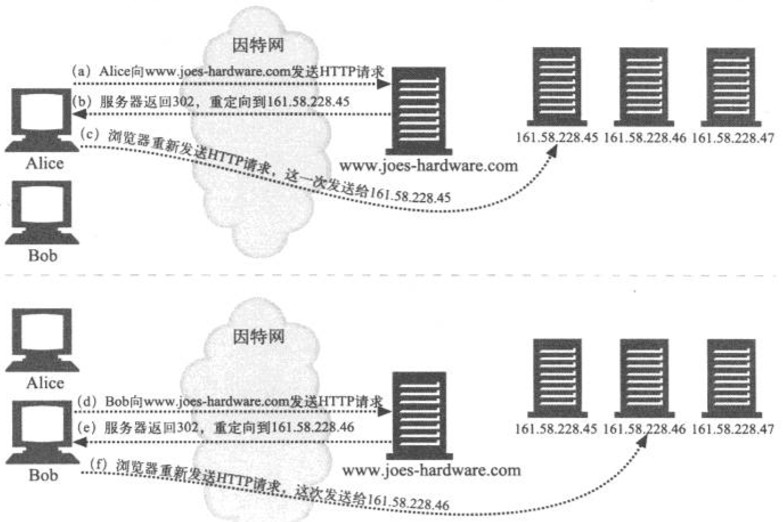 因特网
(a) Alice向www.joes-hardware.com发送HTTP请求
(b) 服务器返回302，重定向到161.58.228.45
(c) 浏览器重新发送HTTP请求，这一次发送给161.58.228.45
Alice
www.joes-hardware.com
161.58.228.45 161.58.228.46 161.58.228.47
Bob
因特网
Alice
(d) Bob向www.joes-hardware.com发送HTTP请求
(e) 服务器返回302，重定向到161.58.228.46
161.58.228.45 161.58.228.46 161.58.228.47
Bob
www.joes-hardware.com
(f) 浏览器重新发送HTTP请求，这次发送给161.58.228.46